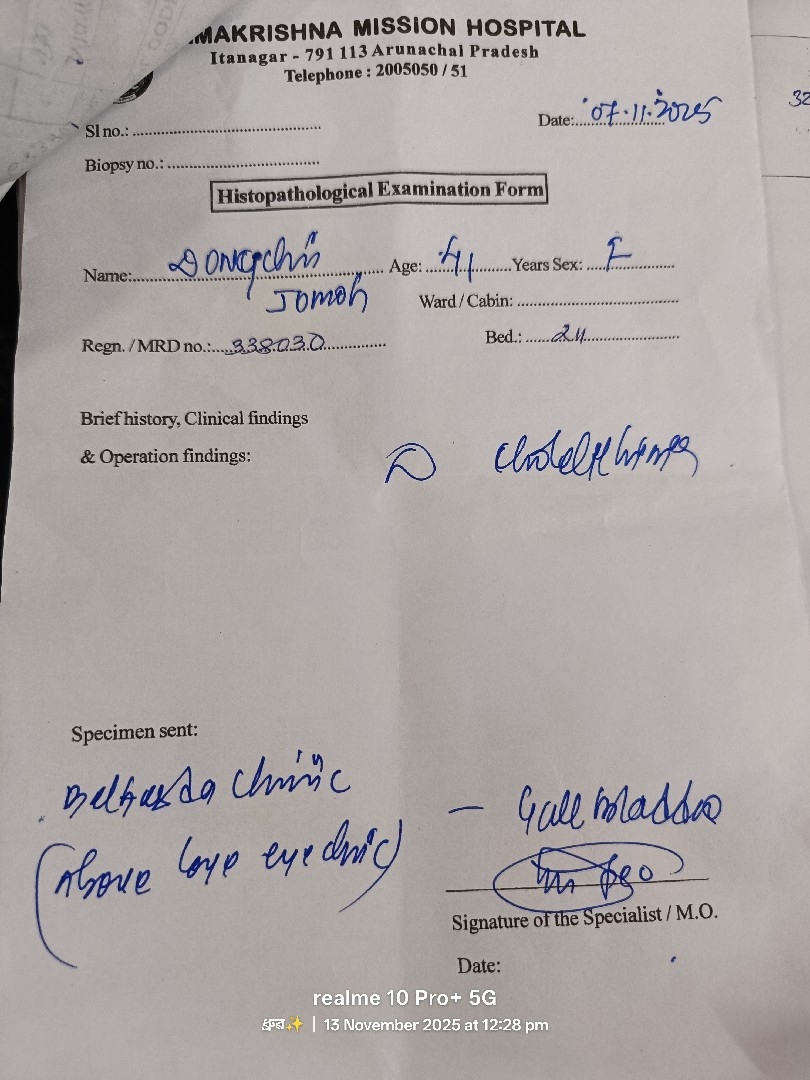 MAKRISHNA MISSION HOSPITAL
Itanagar - 791 113 Arunachal Pradesh
Telephone : 2005050 / 51
Sl no.:
Date: 07.11.2025
Biopsy no.:
Histopathological Examination Form
Name: Age: 41 Years Sex: F
Jomoh
Ward / Cabin:
Regn. / MRD no.: 338030
Bed.: 24
Brief history, Clinical findings
& Operation findings:
Specimen sent:
clinic
(Above eye clinic)
— Gall bladder
Signature of the Specialist / M.O.
Date:
realme 10 Pro+ 5G
ধ্রুব✨ | 13 November 2025 at 12:28 pm